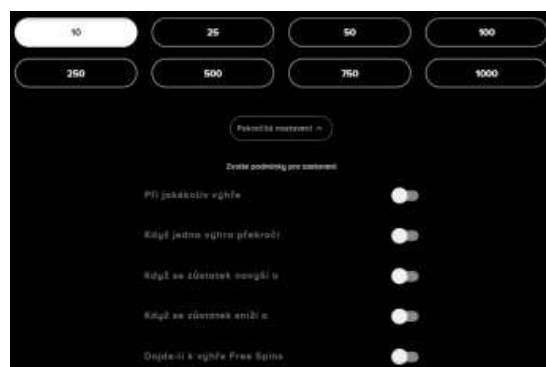 10 25 50 100
250 500 750 1000
Pokročilá nastavení
Zvolte podmínky pro zastavení
Při jakékoliv výhře
Když jedna výhra překročí
Když se zůstatek navýší o
Když se zůstatek sníží o
Dojde-li k výhře Free Spins